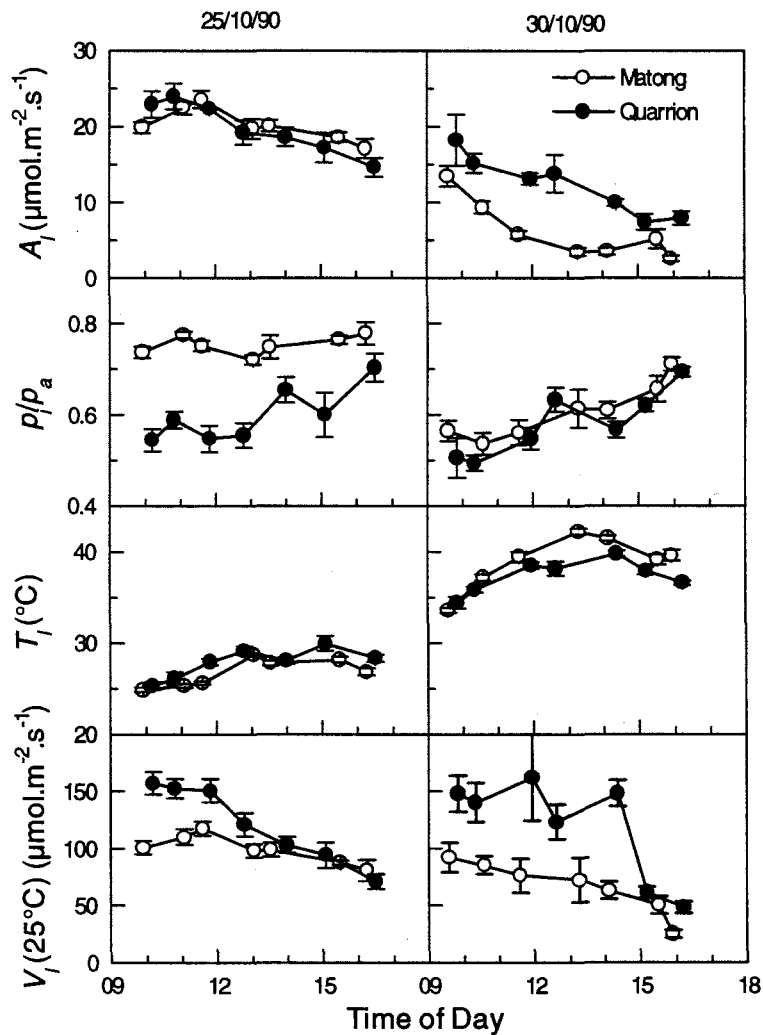 25/10/90 30/10/90
A_l (µmol.m⁻².s⁻¹)
30
20
10
0
Matong
Quarrion
p_i/p_a
0.8
0.6
0.4
T_l (°C)
40
30
20
V_l (25°C) (µmol.m⁻².s⁻¹)
150
100
50
0
09 12 15 09 12 15 18
Time of Day